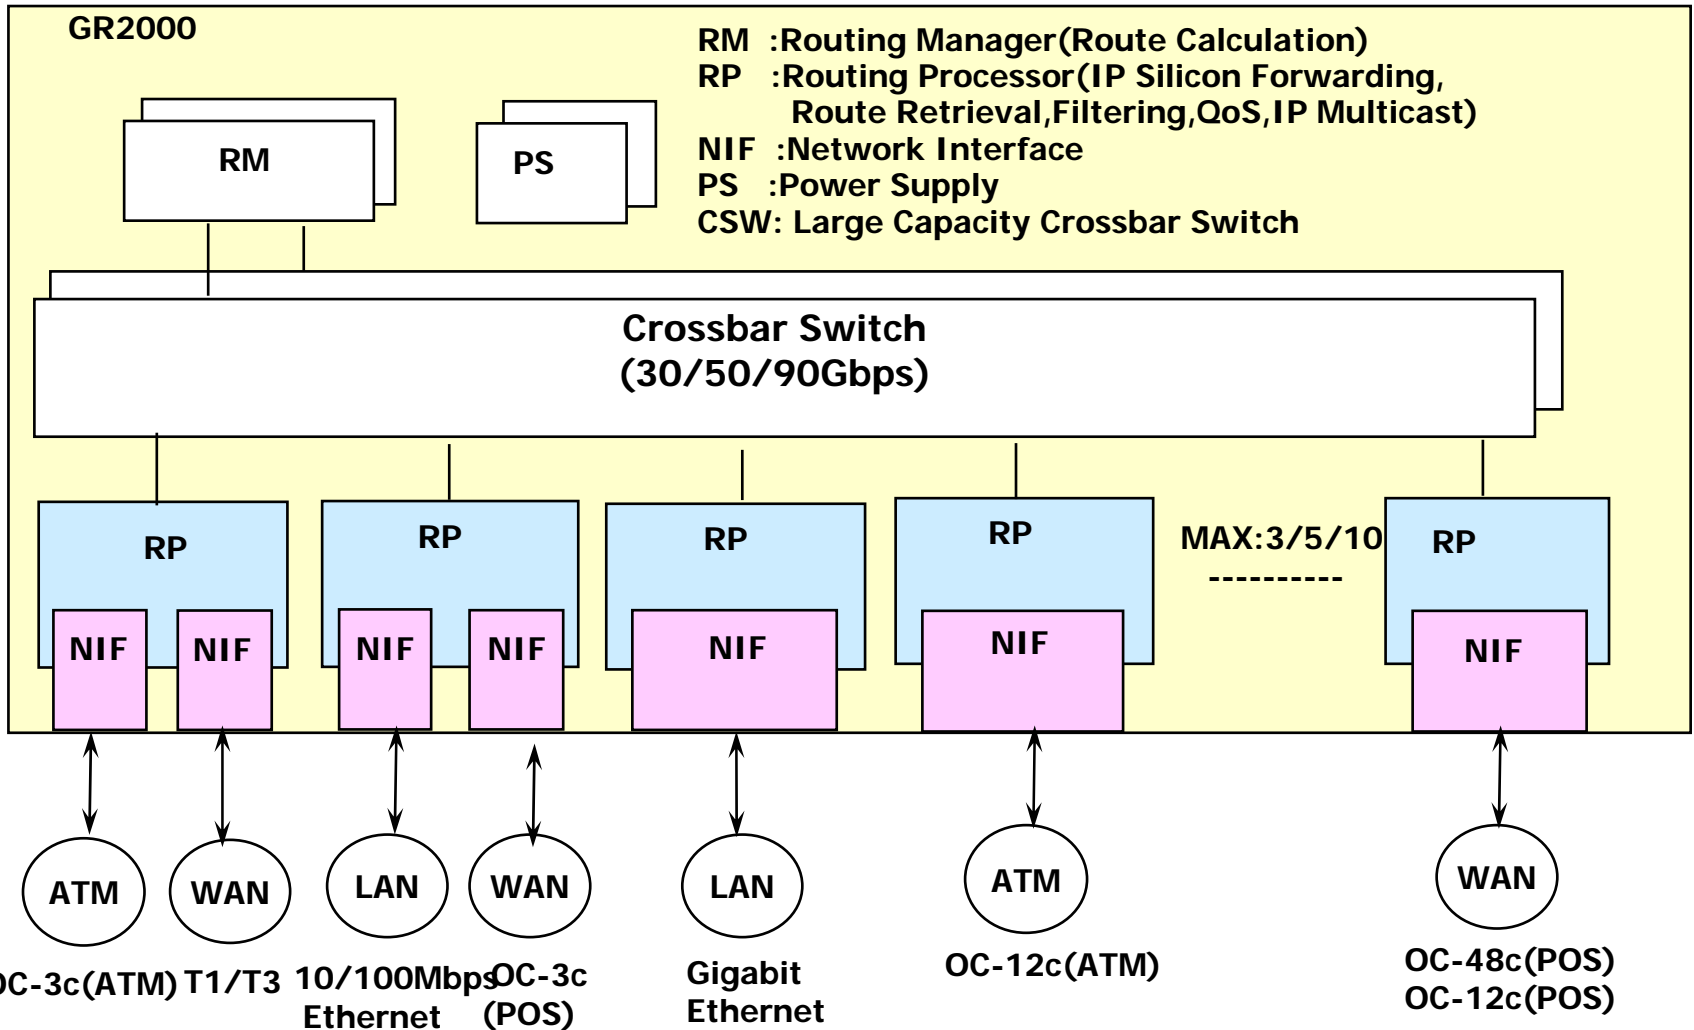 GR2000
RM :Routing Manager(Route Calculation)
RP :Routing Processor(IP Silicon Forwarding,
Route Retrieval,Filtering,QoS,IP Multicast)
NIF :Network Interface
PS :Power Supply
CSW: Large Capacity Crossbar Switch
RM
PS
Crossbar Switch
(30/50/90Gbps)
RP
RP
RP
RP
MAX:3/5/10
----------
RP
NIF
NIF
NIF
NIF
NIF
NIF
NIF
ATM
WAN
LAN
WAN
LAN
ATM
WAN
OC-3c(ATM)
T1/T3
10/100Mbps
Ethernet
OC-3c
(POS)
Gigabit
Ethernet
OC-12c(ATM)
OC-48c(POS)
OC-12c(POS)